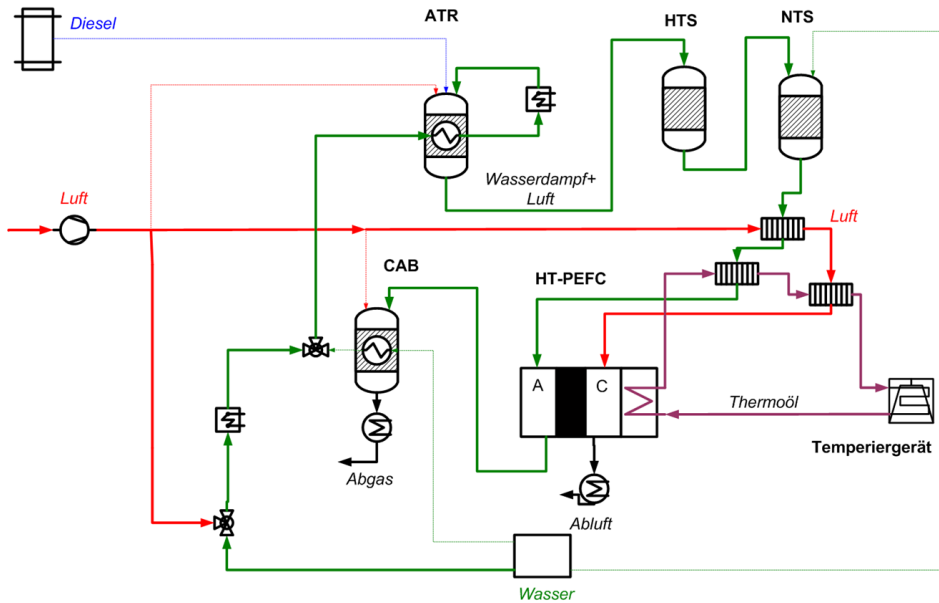 Diesel
ATR
HTS
NTS
Wasserdampf+
Luft
Luft
Luft
CAB
HT-PEFC
A
C
Thermoöl
Temperiergerät
Abgas
Abluft
Wasser